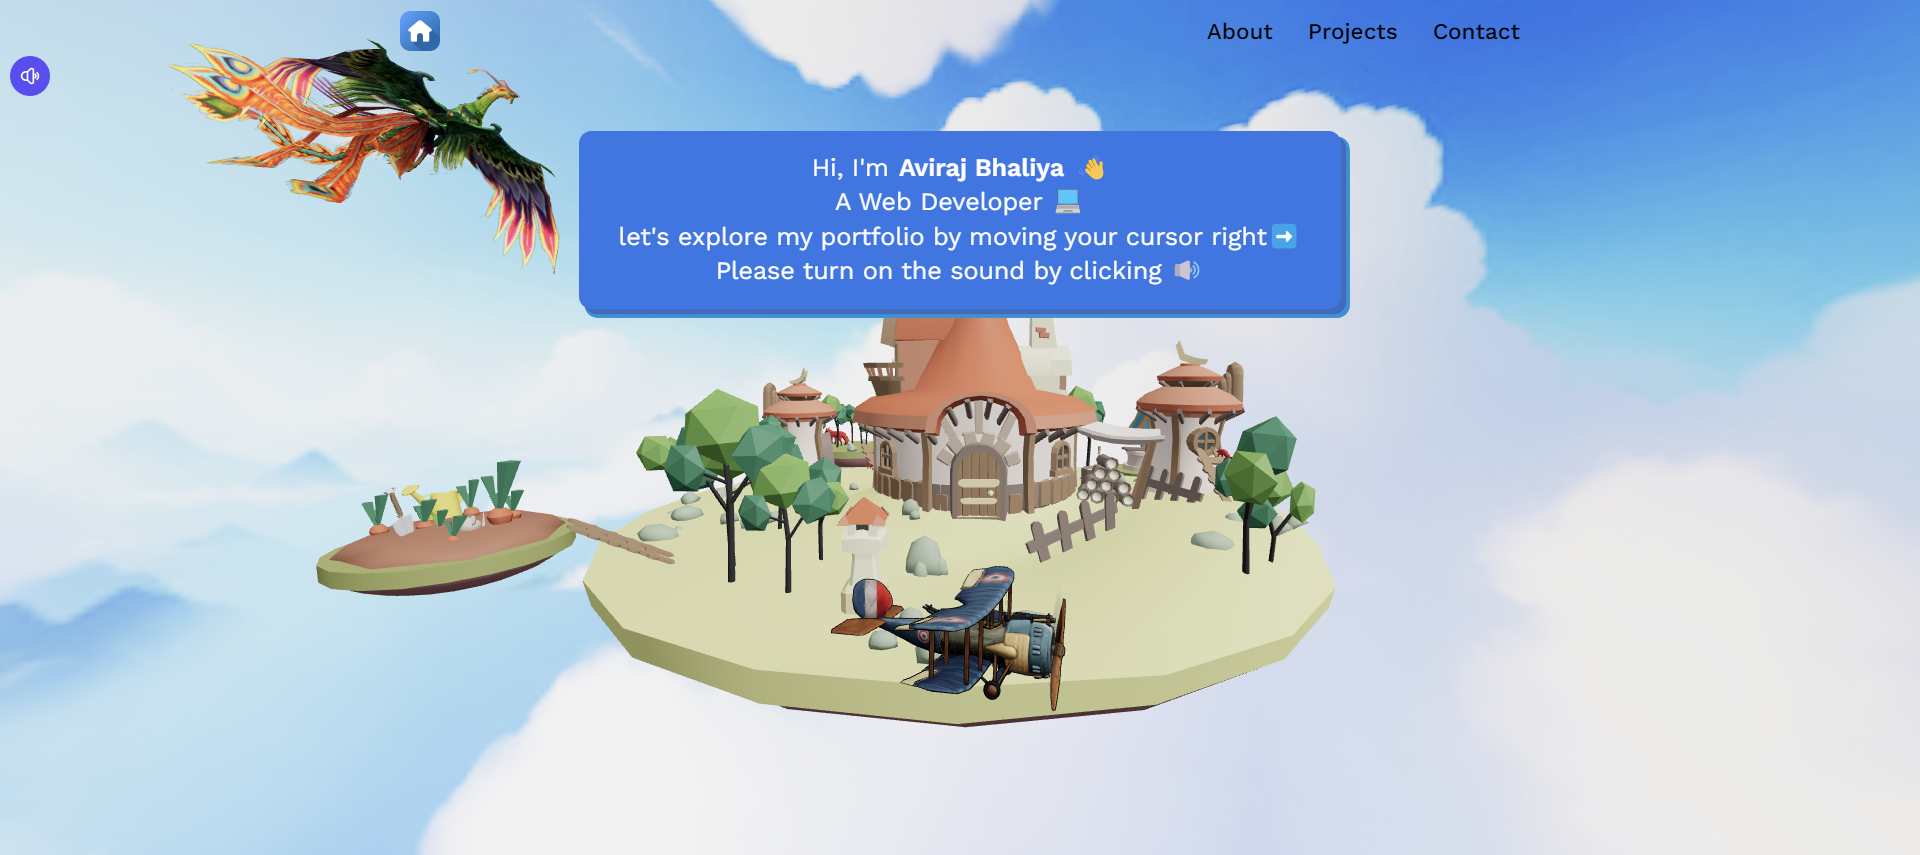 About Projects Contact
Hi, I'm Aviraj Bhaliya 👋
A Web Developer 💻
let's explore my portfolio by moving your cursor right➡️
Please turn on the sound by clicking 🔊